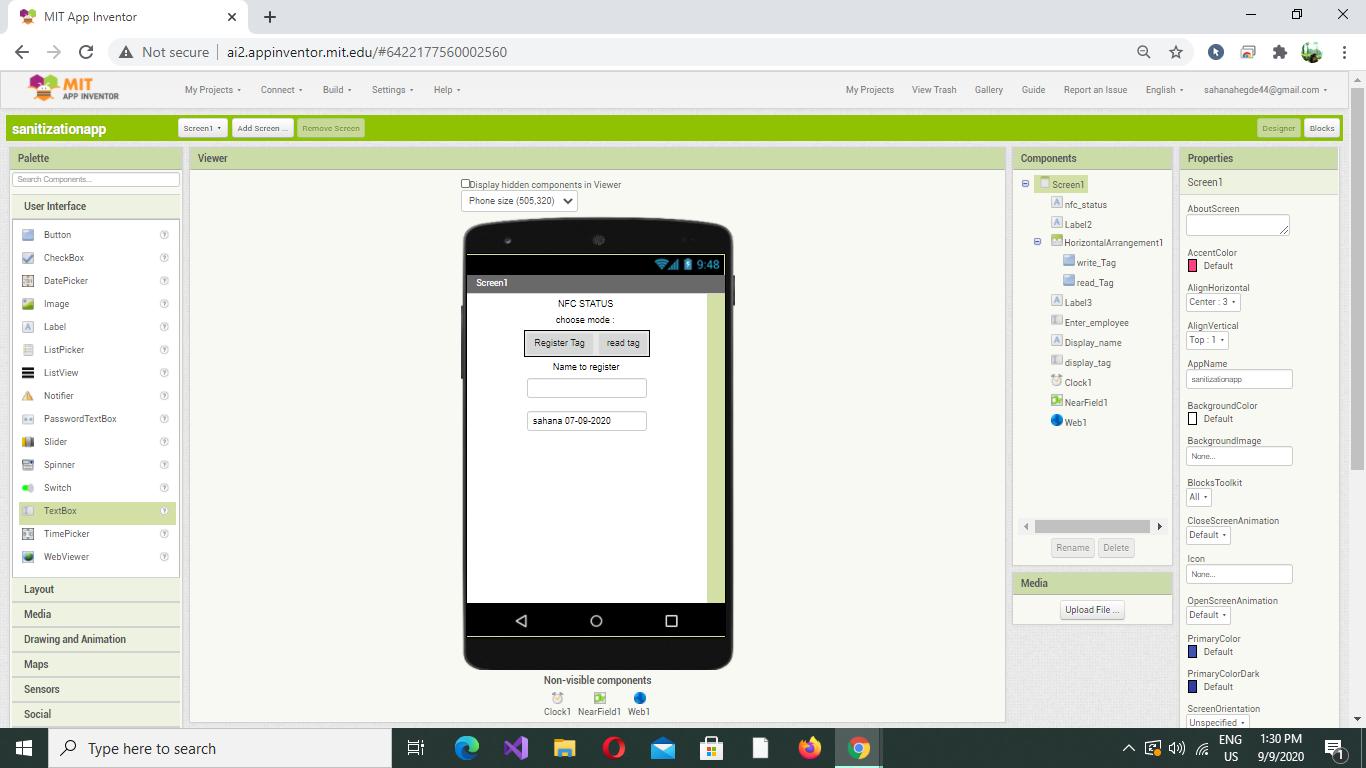 MIT App Inventor
Not secure
ai2.appinventor.mit.edu/#6422177560002560
MIT
APP INVENTOR
My Projects
Connect
Build
Settings
Help
My Projects
View Trash
Gallery
Guide
Report an Issue
English
sahanahegde44@gmail.com
sanitizationapp
Screen1
Add Screen ...
Remove Screen
Designer
Blocks
Palette
Search Components...
User Interface
Button
CheckBox
DatePicker
Image
Label
ListPicker
ListView
Notifier
PasswordTextBox
Slider
Spinner
Switch
TextBox
TimePicker
WebViewer
Layout
Media
Drawing and Animation
Maps
Sensors
Social
Viewer
Display hidden components in Viewer
Phone size (505,320)
9:48
Screen1
NFC STATUS
choose mode :
Register Tag
read tag
Name to register
sahana 07-09-2020
Non-visible components
Clock1
NearField1
Web1
Components
Screen1
nfc_status
Label2
HorizontalArrangement1
write_Tag
read_Tag
Label3
Enter_employee
Display_name
display_tag
Clock1
NearField1
Web1
Rename
Delete
Media
Upload File ...
Properties
Screen1
AboutScreen
AccentColor
Default
AlignHorizontal
Center : 3
AlignVertical
Top : 1
AppName
sanitizationapp
BackgroundColor
Default
BackgroundImage
None...
BlocksToolkit
All
CloseScreenAnimation
Default
Icon
None...
OpenScreenAnimation
Default
PrimaryColor
Default
PrimaryColorDark
Default
ScreenOrientation
Unspecified
Type here to search
ENG
US
1:30 PM
9/9/2020
1